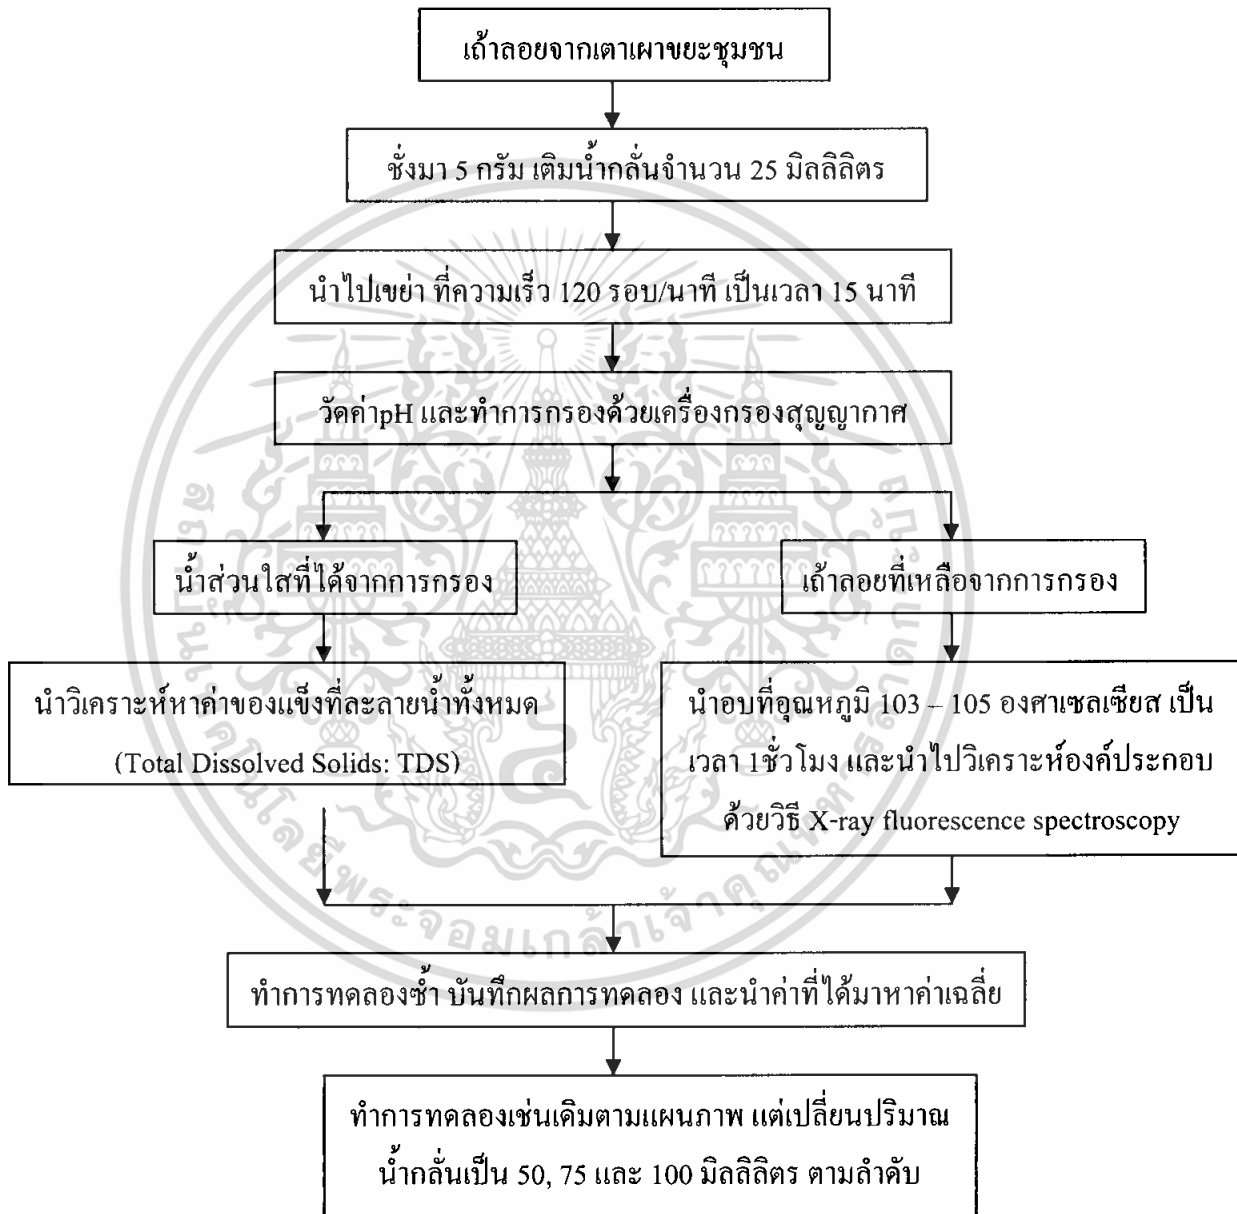 เถ้าลอยจากเตาเผาขยะชุมชน
ชั่งมา 5 กรัม เติมน้ำกลั่นจำนวน 25 มิลลิลิตร
นำไปเขย่า ที่ความเร็ว 120 รอบ/นาที เป็นเวลา 15 นาที
วัดค่าpH และทำการกรองด้วยเครื่องกรองสุญญากาศ
น้ำส่วนใสที่ได้จากการกรอง
เถ้าลอยที่เหลือจากการกรอง
นำวิเคราะห์หาค่าของแข็งที่ละลายน้ำทั้งหมด
(Total Dissolved Solids: TDS)
นำอบที่อุณหภูมิ 103 – 105 องศาเซลเซียส เป็น
เวลา 1ชั่วโมง และนำไปวิเคราะห์องค์ประกอบ
ด้วยวิธี X-ray fluorescence spectroscopy
ทำการทดลองซ้ำ บันทึกผลการทดลอง และนำค่าที่ได้มาหาค่าเฉลี่ย
ทำการทดลองเช่นเดิมตามแผนภาพ แต่เปลี่ยนปริมาณ
น้ำกลั่นเป็น 50, 75 และ 100 มิลลิลิตร ตามลำดับ